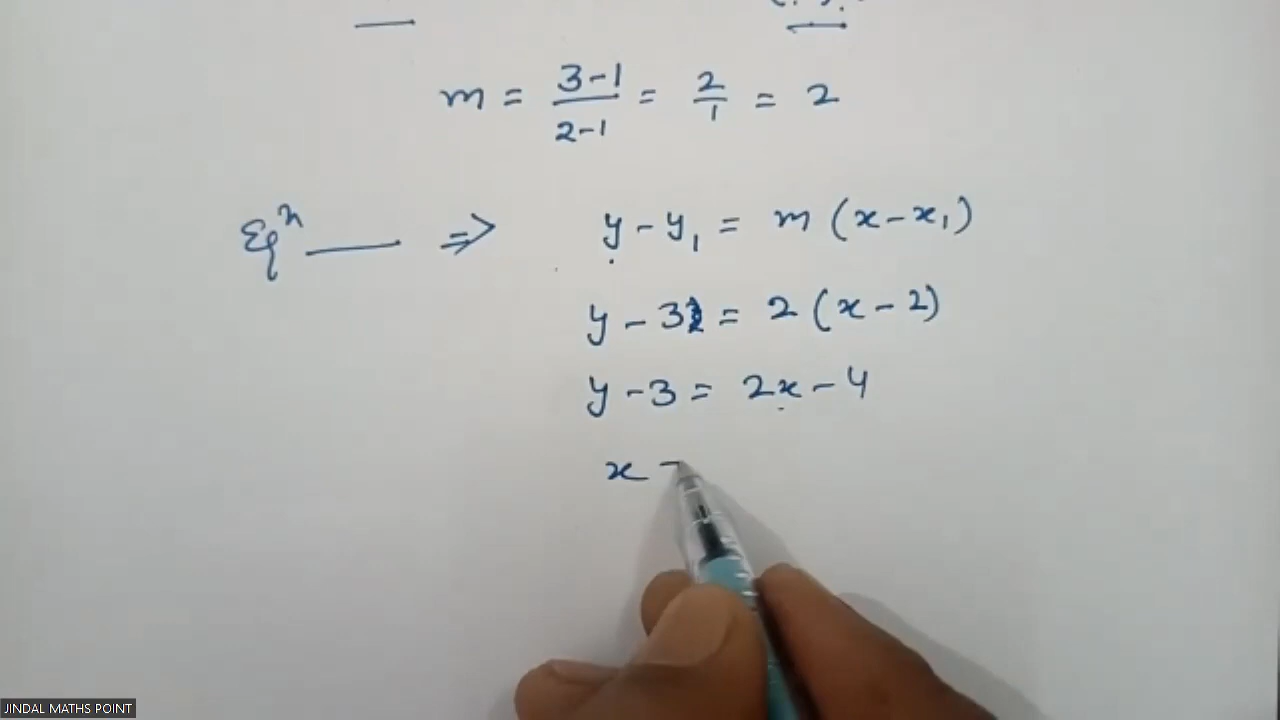 m = 3-1/2-1 = 2/1 = 2
Eqⁿ ⇒ y - y₁ = m (x - x₁)
y - 3 = 2 (x - 2)
y - 3 = 2x - 4
x -
JINDAL MATHS POINT